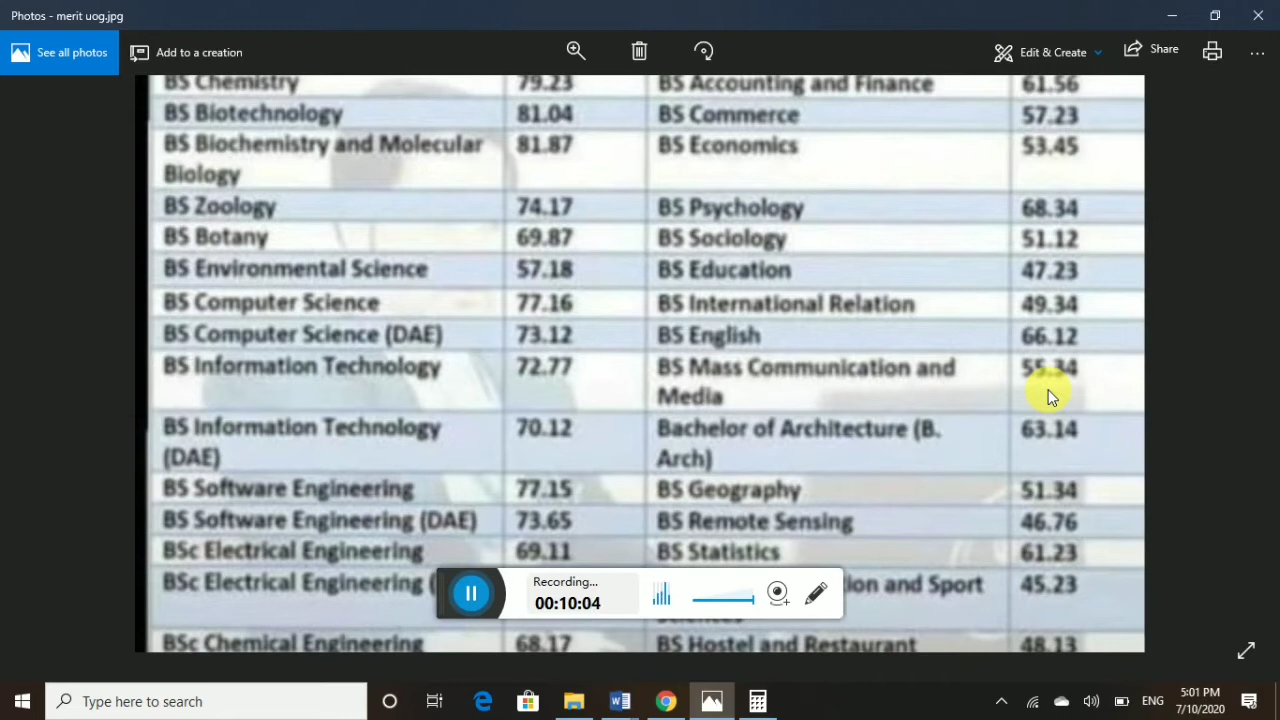 Photos - merit uog.jpg
See all photos
Add to a creation
Edit & Create
Share
BS Chemistry 79.23 BS Accounting and Finance 61.56
BS Biotechnology 81.04 BS Commerce 57.23
BS Biochemistry and Molecular 81.87 BS Economics 53.45
Biology
BS Zoology 74.17 BS Psychology 68.34
BS Botany 69.87 BS Sociology 51.12
BS Environmental Science 57.18 BS Education 47.23
BS Computer Science 77.16 BS International Relation 49.34
BS Computer Science (DAE) 73.12 BS English 66.12
BS Information Technology 72.77 BS Mass Communication and 55.34
Media
BS Information Technology 70.12 Bachelor of Architecture (B. 63.14
(DAE) Arch)
BS Software Engineering 77.15 BS Geography 51.34
BS Software Engineering (DAE) 73.65 BS Remote Sensing 46.76
BSc Electrical Engineering 69.11 BS Statistics 61.23
BSc Electrical Engineering ( and Sport 45.23
BSc Chemical Engineering 68.17 BS Hostel and Restaurant 48.13
Recording...
00:10:04
Type here to search
ENG
5:01 PM
7/10/2020